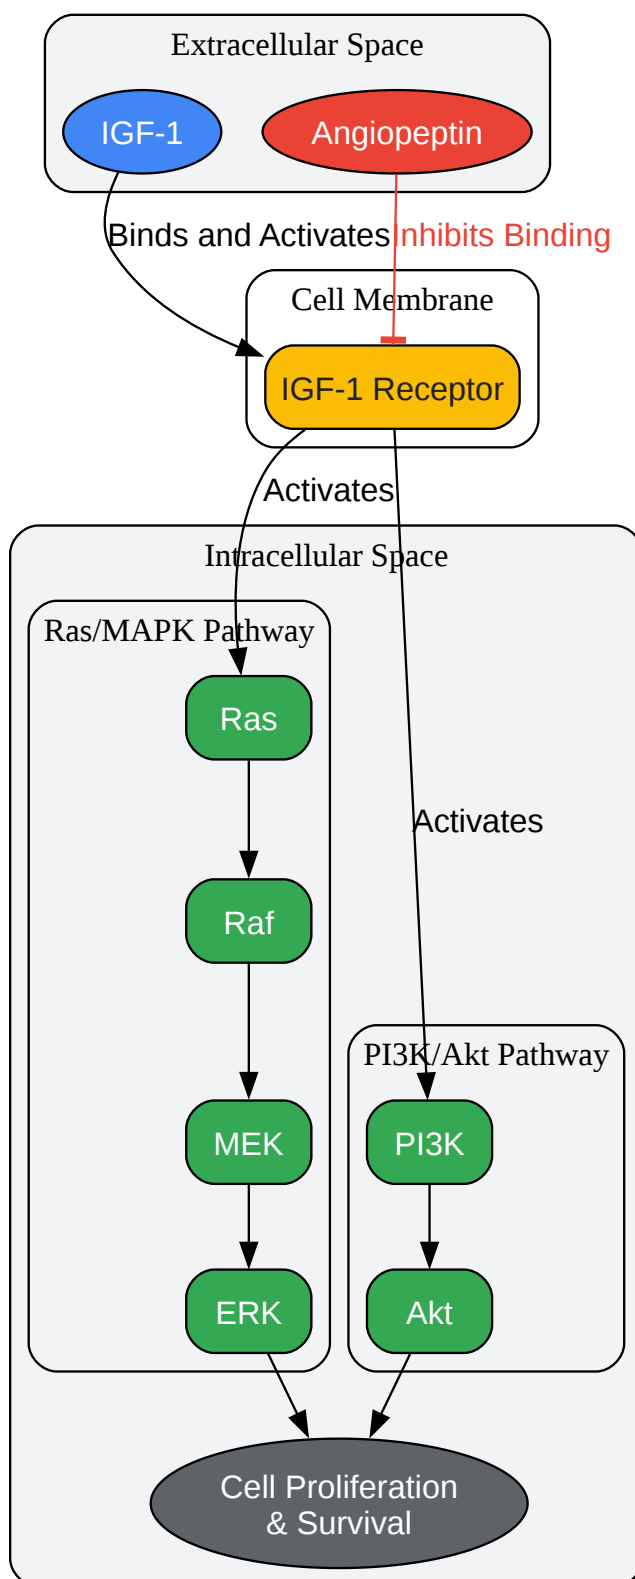 Extracellular Space
IGF-1
Angiopeptin
Binds and Activates
Inhibits Binding
Cell Membrane
IGF-1 Receptor
Activates
Intracellular Space
Ras/MAPK Pathway
Ras
Activates
Raf
PI3K/Akt Pathway
MEK
PI3K
ERK
Akt
Cell Proliferation
& Survival